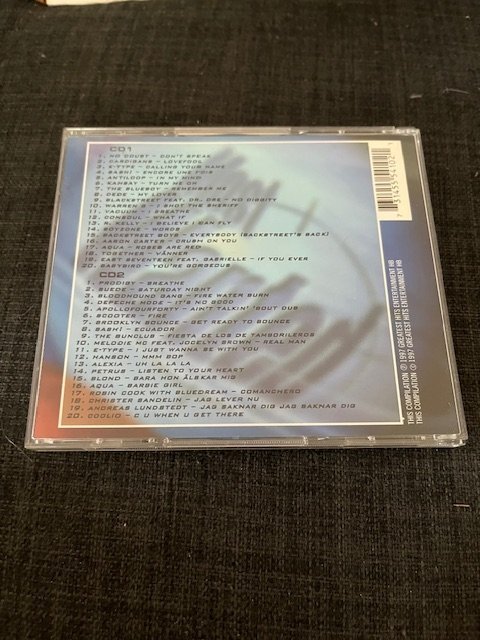 CD1
1. NO DOUBT – DON'T SPEAK
2. CARDIGANS – LOVEFOOL
3. E-TYPE – CALLING YOUR NAME
4. SASH! – ENCORE UNE FOIS
5. ANTILOOP – IN MY MIND
6. KAYSAY – TURN ME ON
7. THE BLUEBOY – REMEMBER ME
8. DEDE – MY LOVER
9. BLACKSTREET FEAT. DR. DRE – NO DIGGITY
10. WARREN G – I SHOT THE SHERIFF
11. VACUUM – I BREATHE
12. CONSOUL – WHAT IF
13. R. KELLY – I BELIEVE I CAN FLY
14. BOYZONE – WORDS
15. BACKSTREET BOYS – EVERYBODY (BACKSTREET'S BACK)
16. AARON CARTER – CRUSH ON YOU
17. AQUA – ROSES ARE RED
18. TOGETHER – VÄNNER
19. EAST SEVENTEEN FEAT. GABRIELLE – IF YOU EVER
20. BABYBIRD – YOU'RE GORGEOUS
CD2
1. PRODIGY – BREATHE
2. SUEDE – SATURDAY NIGHT
3. BLOODHOUND GANG – FIRE WATER BURN
4. DEPECHE MODE – IT'S NO GOOD
5. APOLLOFOURFORTY – AIN'T TALKIN' 'BOUT DUB
6. SCOOTER – FIRE
7. BROOKLYN BOUNCE – GET READY TO BOUNCE
8. SASH! – ECUADOR
9. THE SUNCLUB – FIESTA DE LOS DE TAMBORILEROS
10. MELODIE MC FEAT. JOCELYN BROWN – REAL MAN
11. E-TYPE – I JUST WANNA BE WITH YOU
12. HANSON – MMM BOP
13. ALEXIA – UH LA LA LA
14. PETRUS – LISTEN TO YOUR HEART
15. BLOND – BARA HON ÄLSKAR MIG
16. AQUA – BARBIE GIRL
17. ROBIN COOK WITH BLUEDREAM – COMANCHERO
18. CHRISTER SANDELIN – JAG LEVER NU
19. ANDREAS LUNDSTEDT – JAG SAKNAR DIG JAG SAKNAR DIG
20. COOLIO – C U WHEN U GET THERE
7 31455 54102 1
THIS COMPILATION ℗ 1997 GREATEST HITS ENTERTAINMENT HB
THIS COMPILATION © 1997 GREATEST HITS ENTERTAINMENT HB